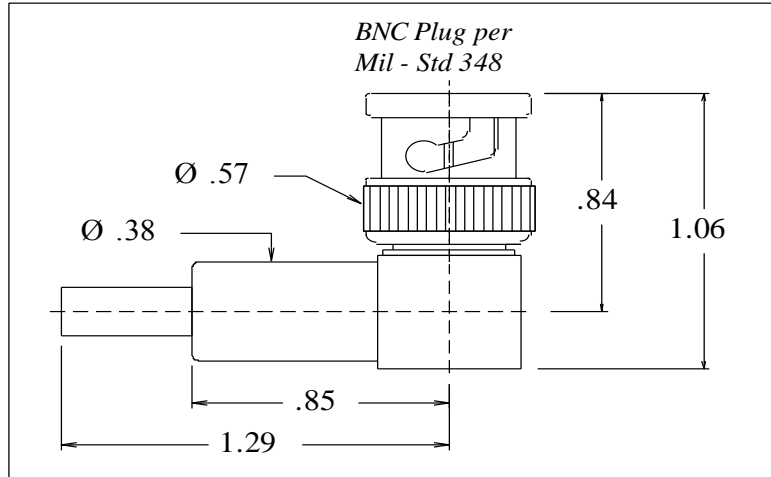 BNC Plug per
Mil - Std 348
Ø .57
.84
1.06
Ø .38
.85
1.29